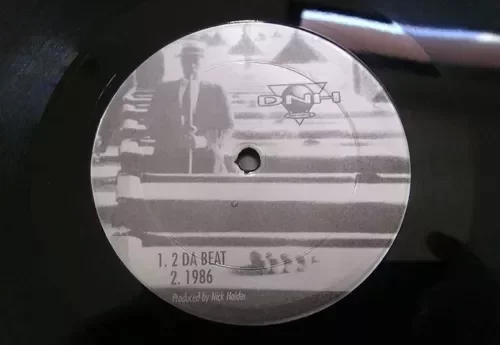 DNH
1. 2 DA BEAT
2. 1986
Produced by Nick Holder